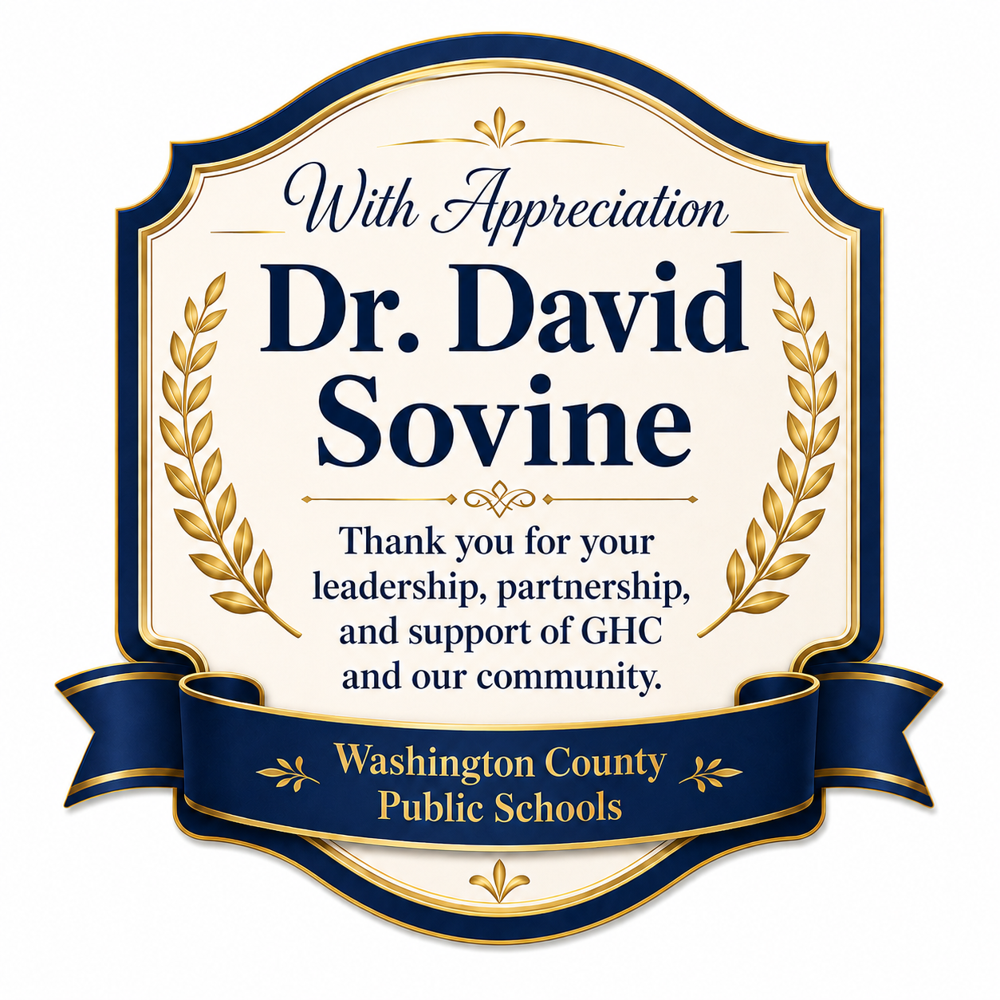 With Appreciation
Dr. David
Sovine
Thank you for your
leadership, partnership,
and support of GHC
and our community.
Washington County
Public Schools